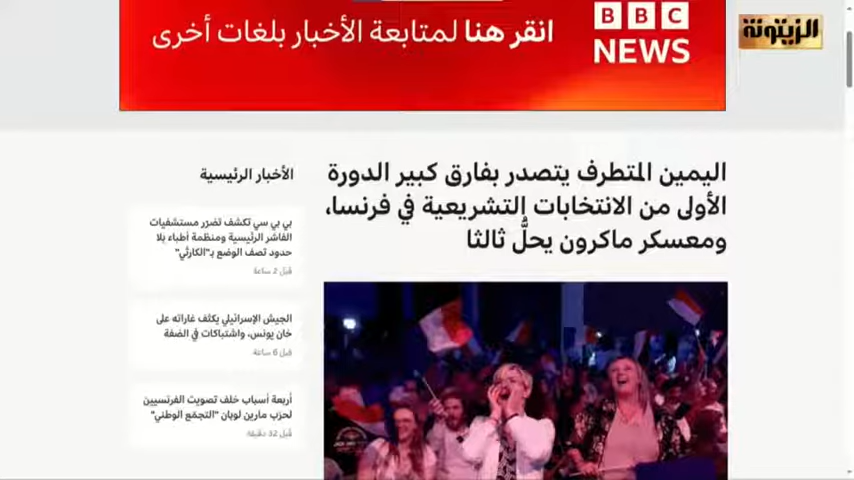 انقر هنا لمتابعة الأخبار بلغات أخرى
BBC
NEWS
الزيتونة
اليمين المتطرف يتصدر بفارق كبير الدورة
الأولى من الانتخابات التشريعية في فرنسا،
ومعسكر ماكرون يحلُّ ثالثا
الأخبار الرئيسية
بي بي سي تكشف تضرّر مستشفيات
الفاشر الرئيسية ومنظمة أطباء بلا
حدود تصف الوضع بـ"الكارثي"
قبل 2 ساعة
الجيش الإسرائيلي يكثف غاراته على
خان يونس، واشتباكات في الضفة
قبل 6 ساعة
أربعة أسباب خلف تصويت الفرنسيين
لحزب مارين لوبان "التجمّع الوطني"
قبل 32 دقيقة